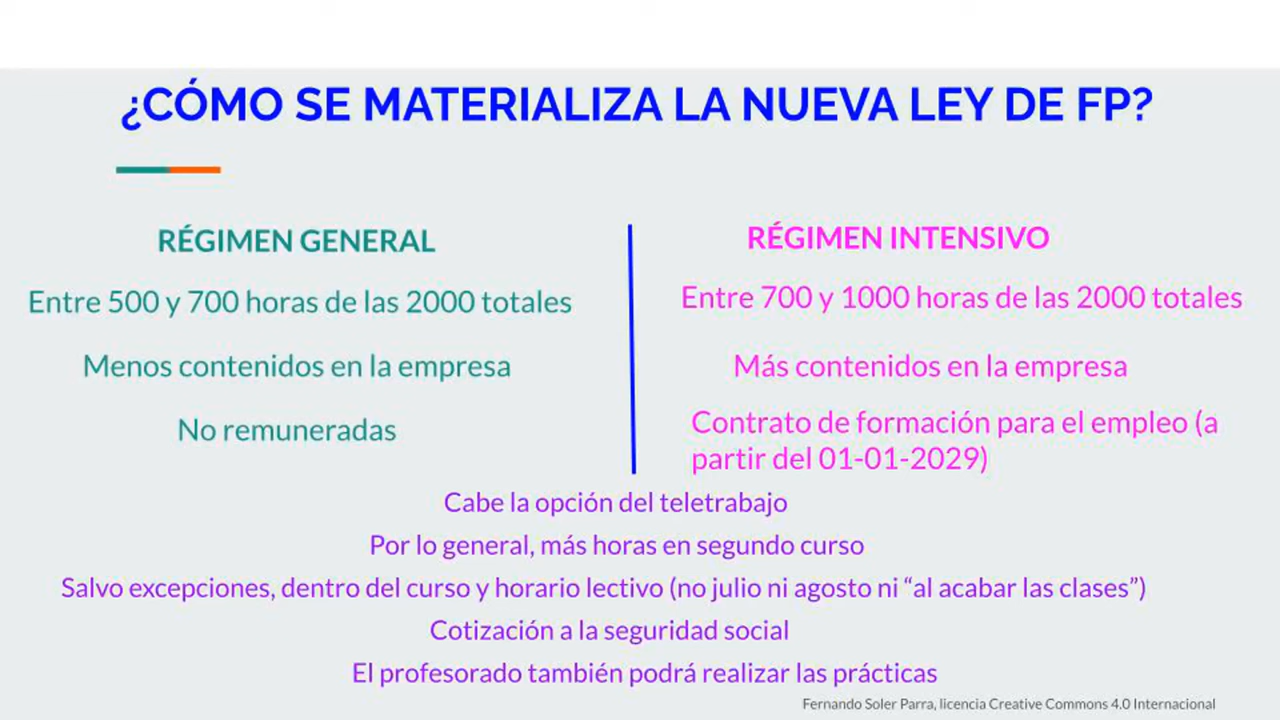 ¿CÓMO SE MATERIALIZA LA NUEVA LEY DE FP?
RÉGIMEN GENERAL
Entre 500 y 700 horas de las 2000 totales
Menos contenidos en la empresa
No remuneradas
RÉGIMEN INTENSIVO
Entre 700 y 1000 horas de las 2000 totales
Más contenidos en la empresa
Contrato de formación para el empleo (a
partir del 01-01-2029)
Cabe la opción del teletrabajo
Por lo general, más horas en segundo curso
Salvo excepciones, dentro del curso y horario lectivo (no julio ni agosto ni “al acabar las clases”)
Cotización a la seguridad social
El profesorado también podrá realizar las prácticas
Fernando Soler Parra, licencia Creative Commons 4.0 Internacional